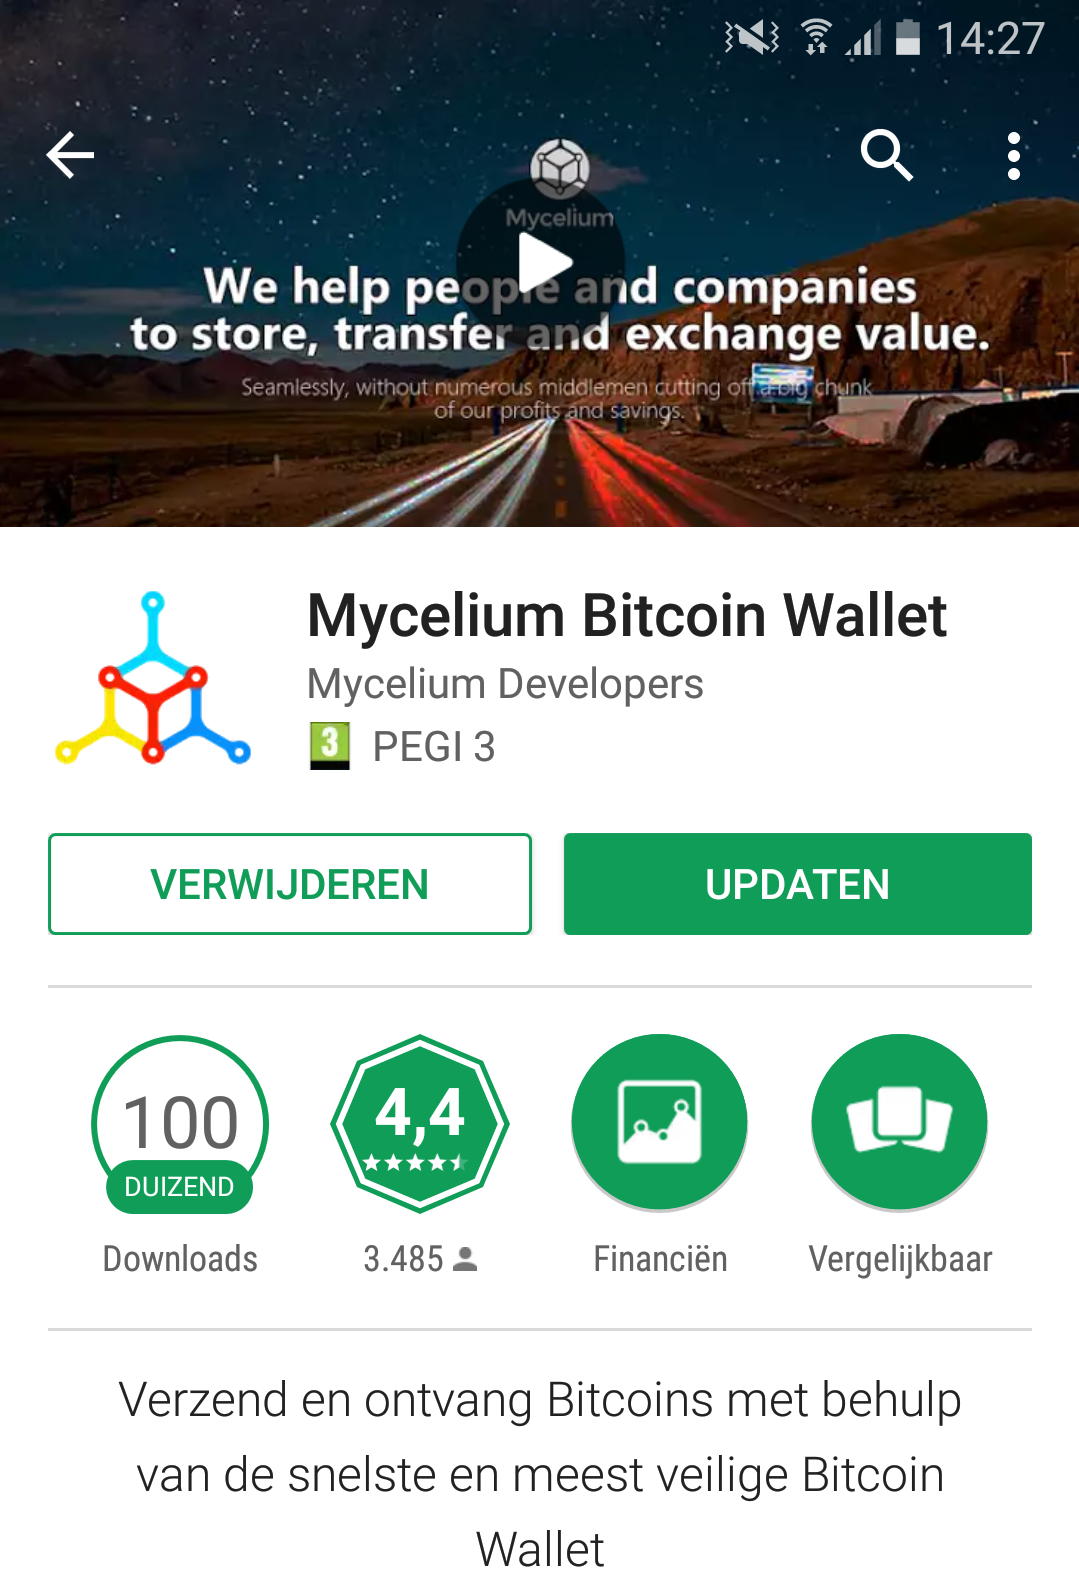 14:27
Mycelium
We help people and companies
to store, transfer and exchange value.
Seamlessly, without numerous middlemen cutting off a big chunk
of our profits and savings.
Mycelium Bitcoin Wallet
Mycelium Developers
3 PEGI 3
VERWIJDEREN UPDATEN
100
DUIZEND
Downloads
4,4
3.485
Financiën
Vergelijkbaar
Verzend en ontvang Bitcoins met behulp
van de snelste en meest veilige Bitcoin
Wallet